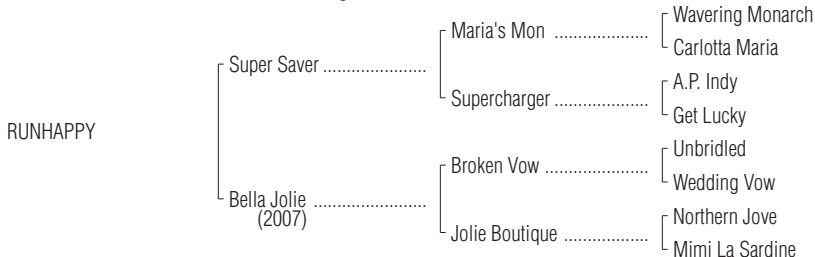 Wavering Monarch
Maria's Mon ....................
Carlotta Maria
Super Saver ......................
A.P. Indy
Supercharger ....................
Get Lucky
RUNHAPPY
Unbridled
Broken Vow ......................
Wedding Vow
Bella Jolie ........................
(2007)
Northern Jove
Jolie Boutique ..................
Mimi La Sardine